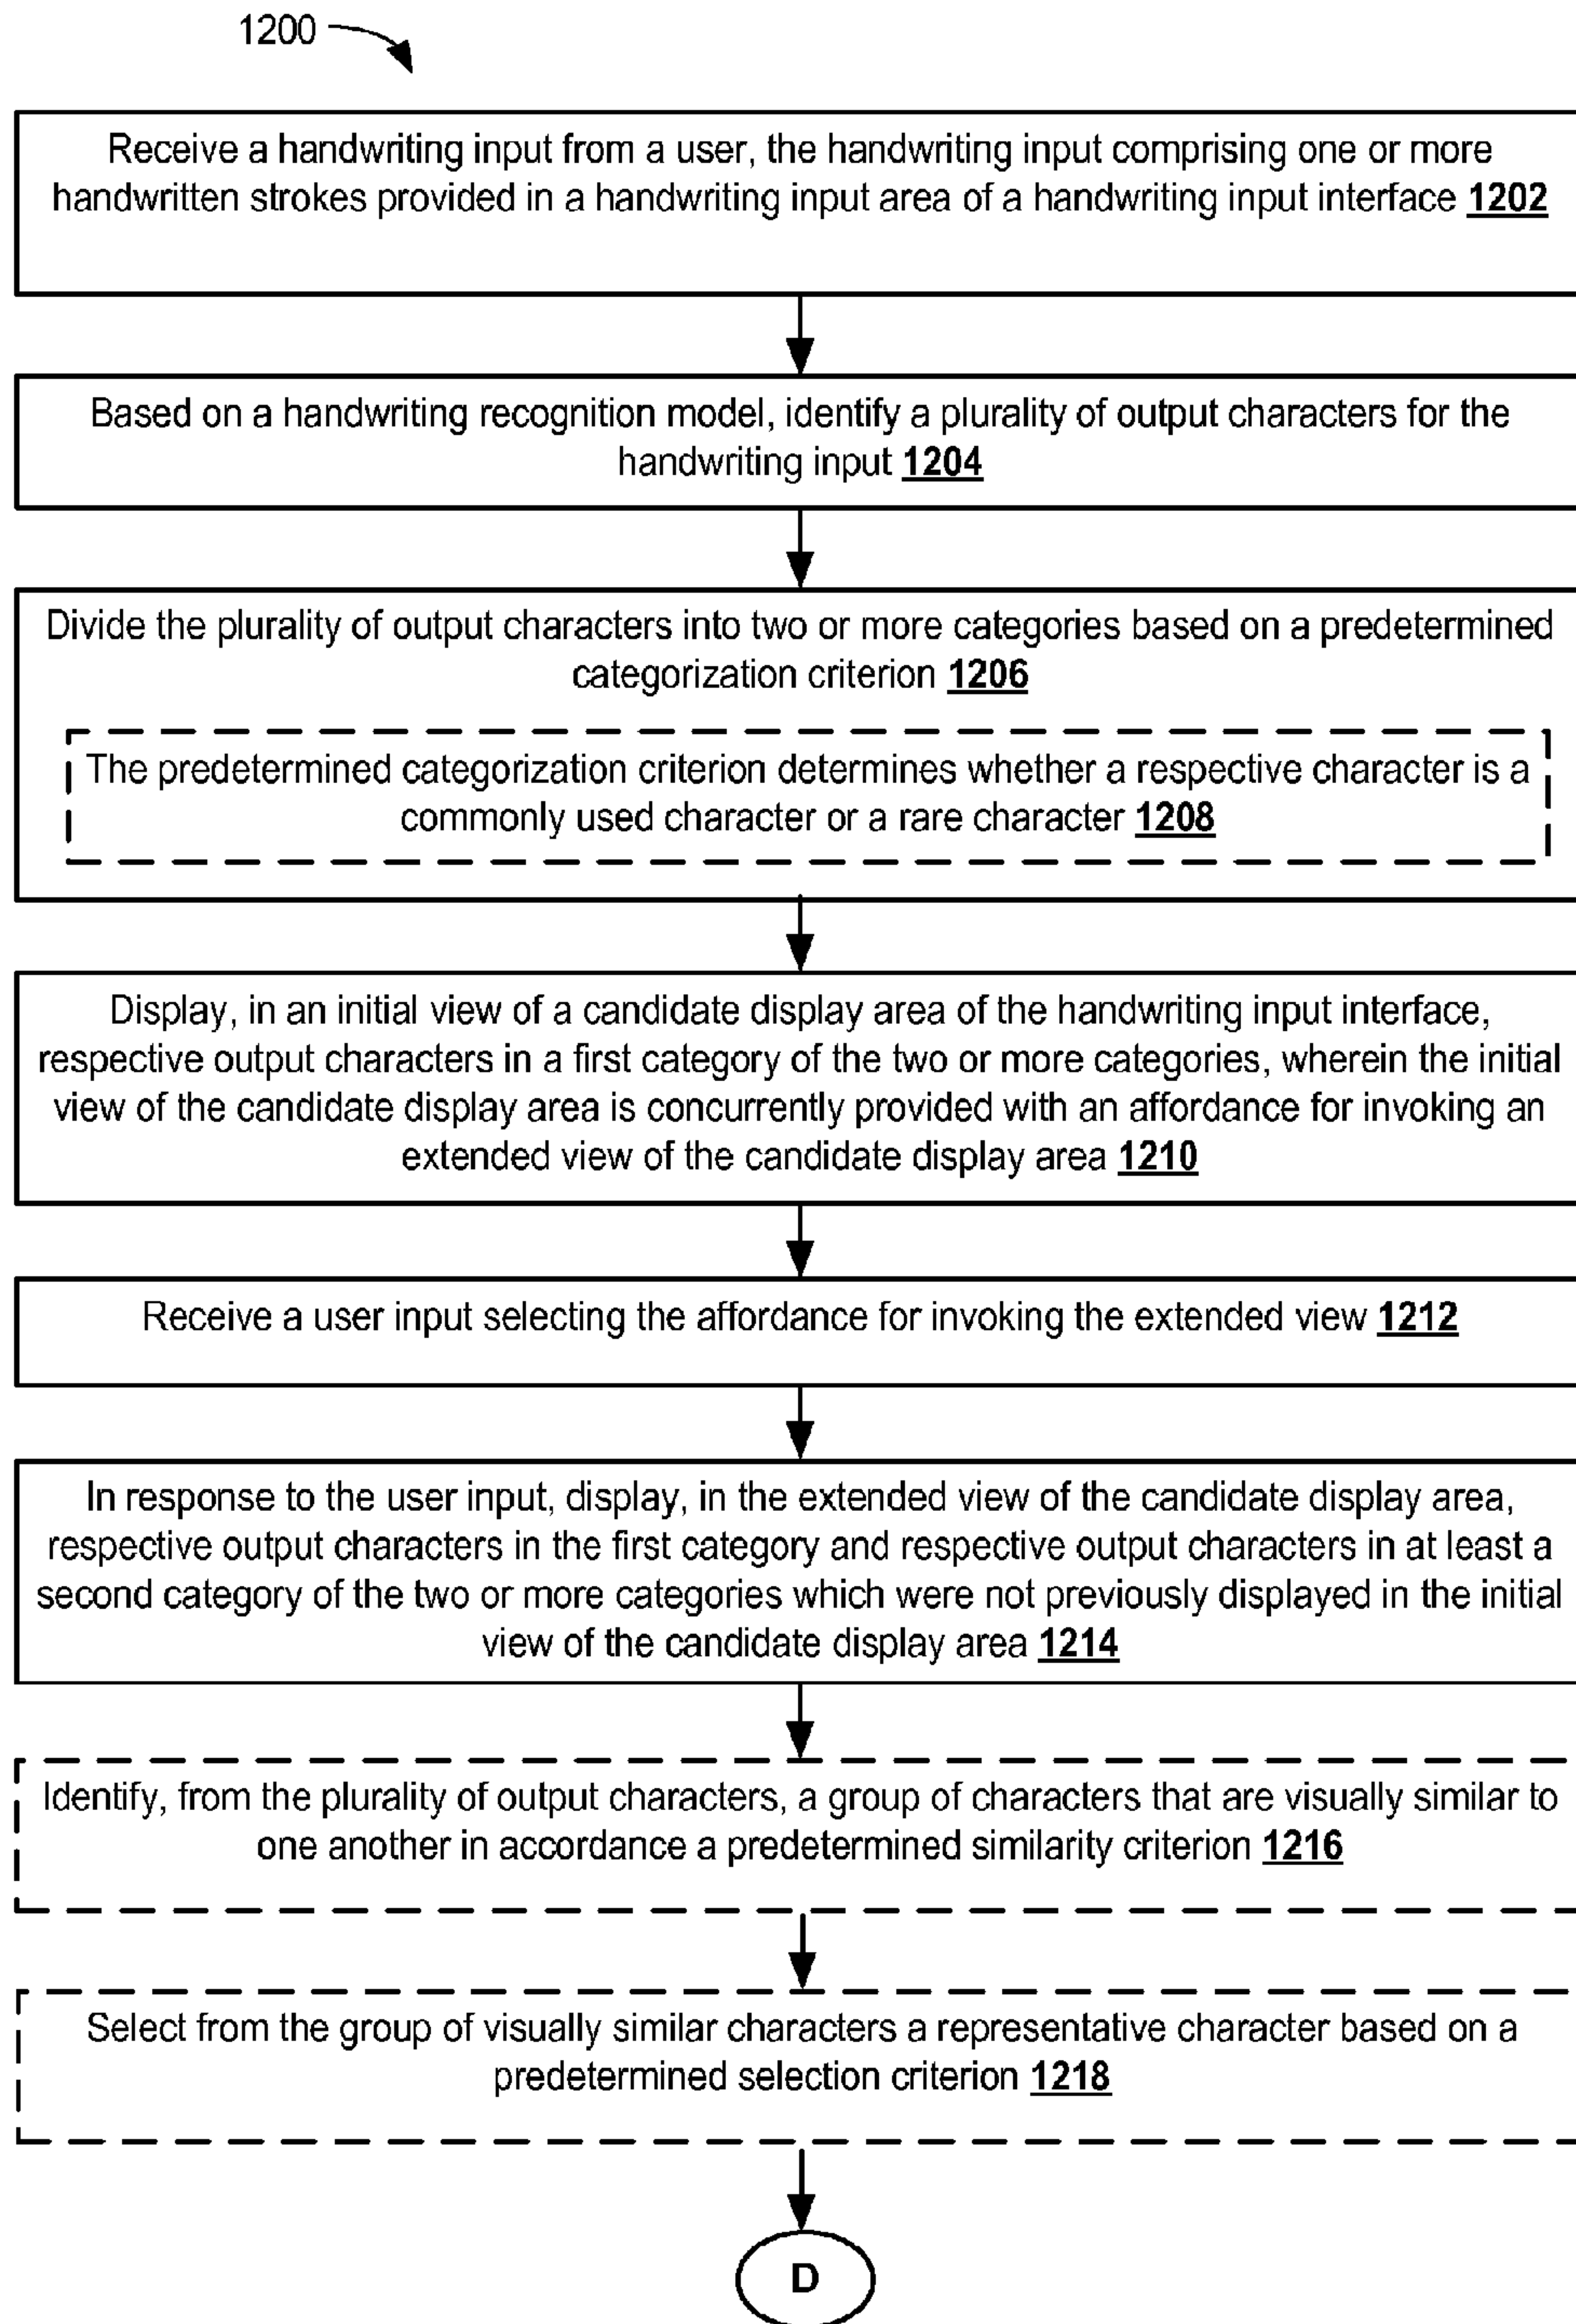 1200
Receive a handwriting input from a user, the handwriting input comprising one or more
handwritten strokes provided in a handwriting input area of a handwriting input interface 1202
Based on a handwriting recognition model, identify a plurality of output characters for the
handwriting input 1204
Divide the plurality of output characters into two or more categories based on a predetermined
categorization criterion 1206
The predetermined categorization criterion determines whether a respective character is a
commonly used character or a rare character 1208
Display, in an initial view of a candidate display area of the handwriting input interface,
respective output characters in a first category of the two or more categories, wherein the initial
view of the candidate display area is concurrently provided with an affordance for invoking an
extended view of the candidate display area 1210
Receive a user input selecting the affordance for invoking the extended view 1212
In response to the user input, display, in the extended view of the candidate display area,
respective output characters in the first category and respective output characters in at least a
second category of the two or more categories which were not previously displayed in the initial
view of the candidate display area 1214
Identify, from the plurality of output characters, a group of characters that are visually similar to
one another in accordance a predetermined similarity criterion 1216
Select from the group of visually similar characters a representative character based on a
predetermined selection criterion 1218
D